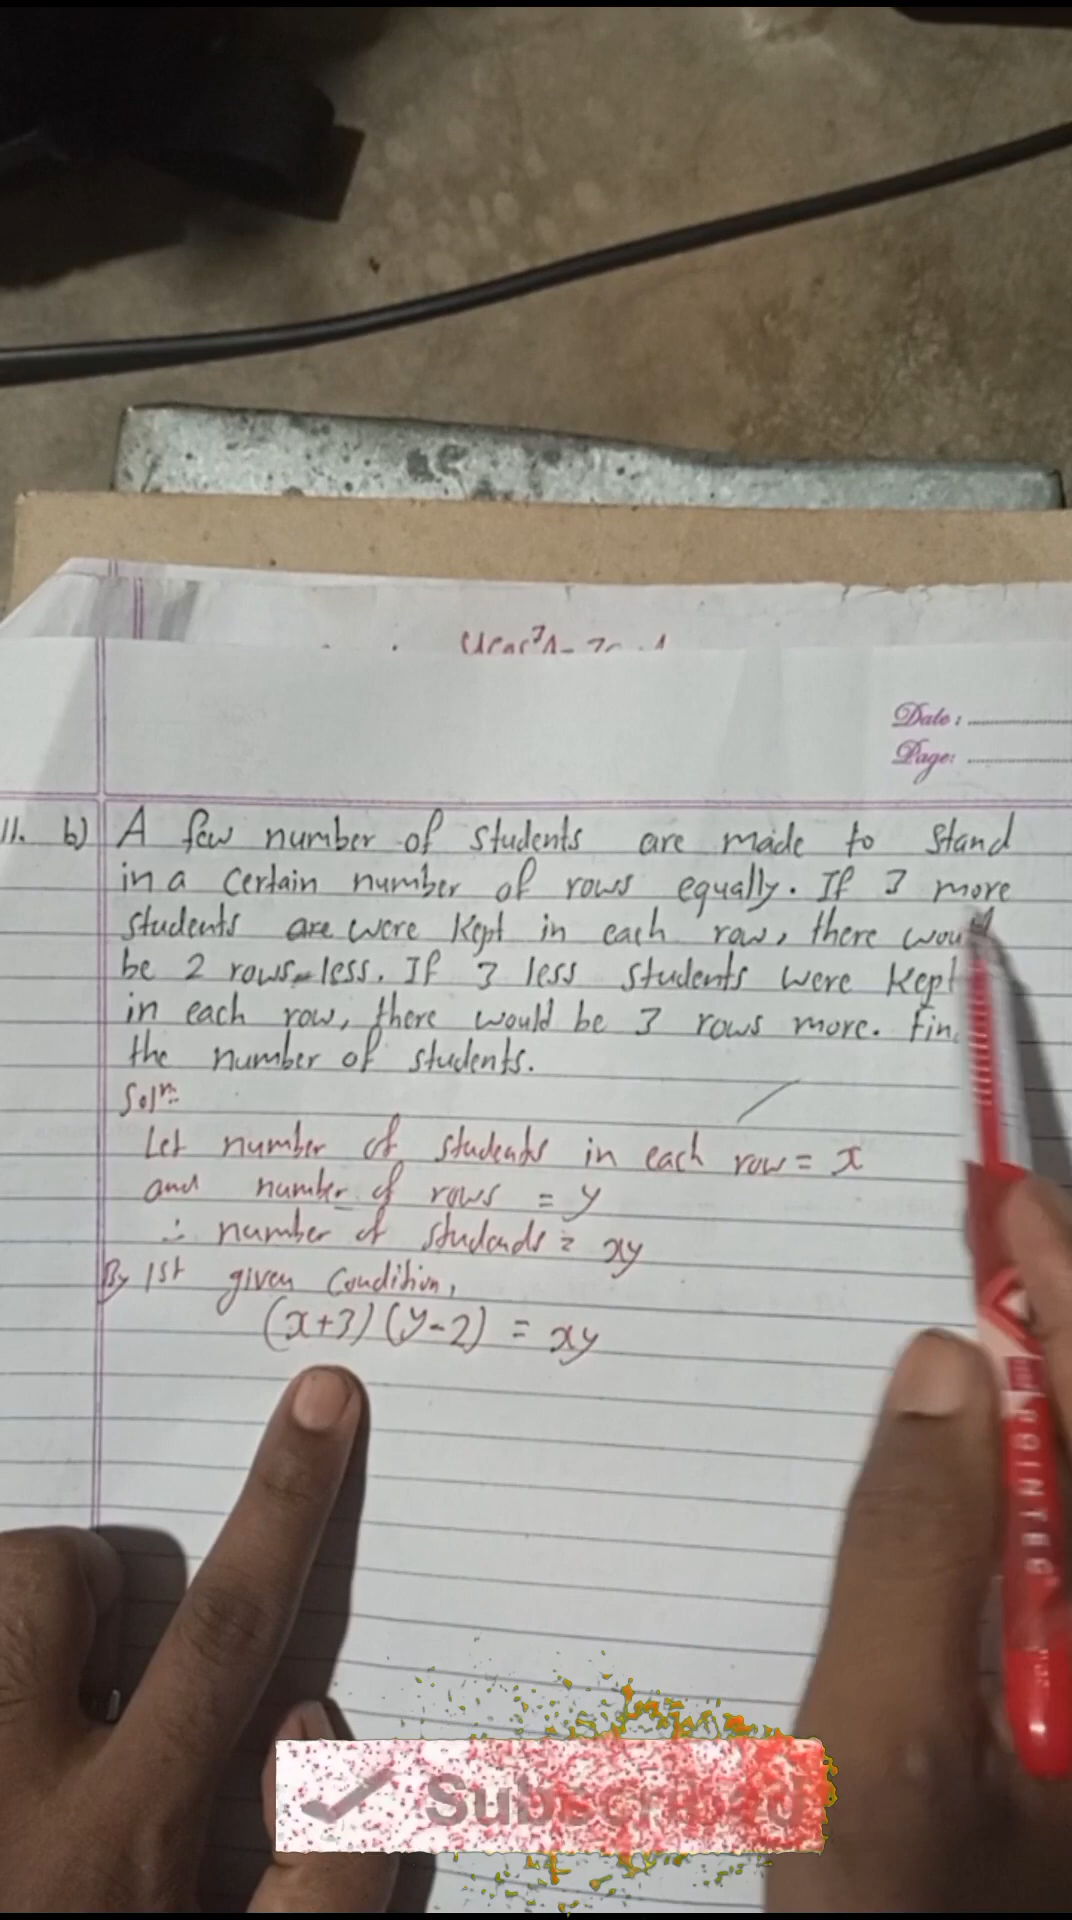 Date:
Page:
11. b) A few number of students are made to stand
in a certain number of rows equally. If 3 more
students are were kept in each row, there
be 2 rows less. If 3 less students were kept
in each row, there would be 3 rows more.
the number of students.
Soln:
Let number of students in each row = x
and number of rows = y
∴ number of students = xy
By 1st given condition,
(x+3) (y-2) = xy
POINTEC
Subscribed